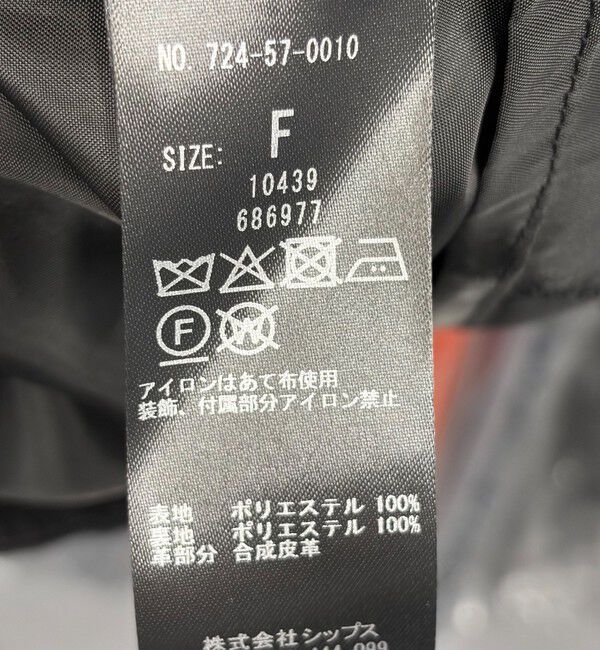 NO. 724-57-0010
SIZE: F
10439
686977
F W
アイロンはあて布使用
装飾、付属部分アイロン禁止
表地 ポリエステル 100%
裏地 ポリエステル 100%
革部分 合成皮革
株式会社シップス